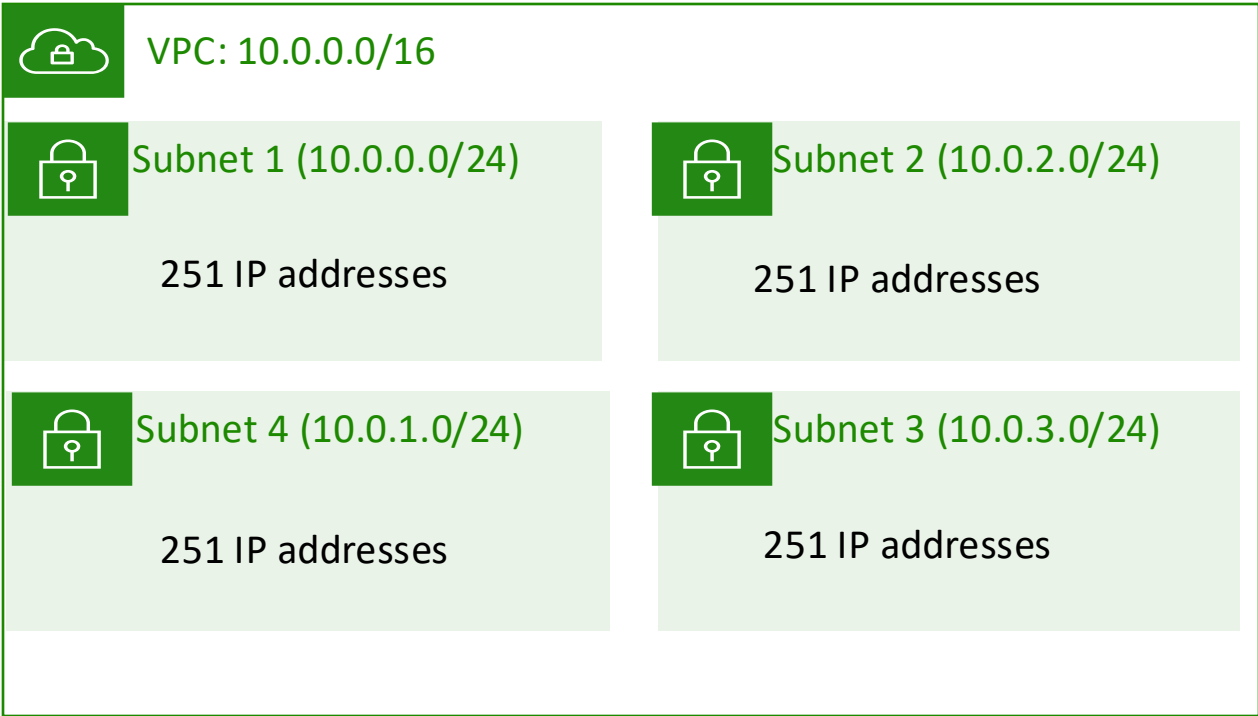 VPC: 10.0.0.0/16
Subnet 1 (10.0.0.0/24)
251 IP addresses
Subnet 2 (10.0.2.0/24)
251 IP addresses
Subnet 4 (10.0.1.0/24)
251 IP addresses
Subnet 3 (10.0.3.0/24)
251 IP addresses